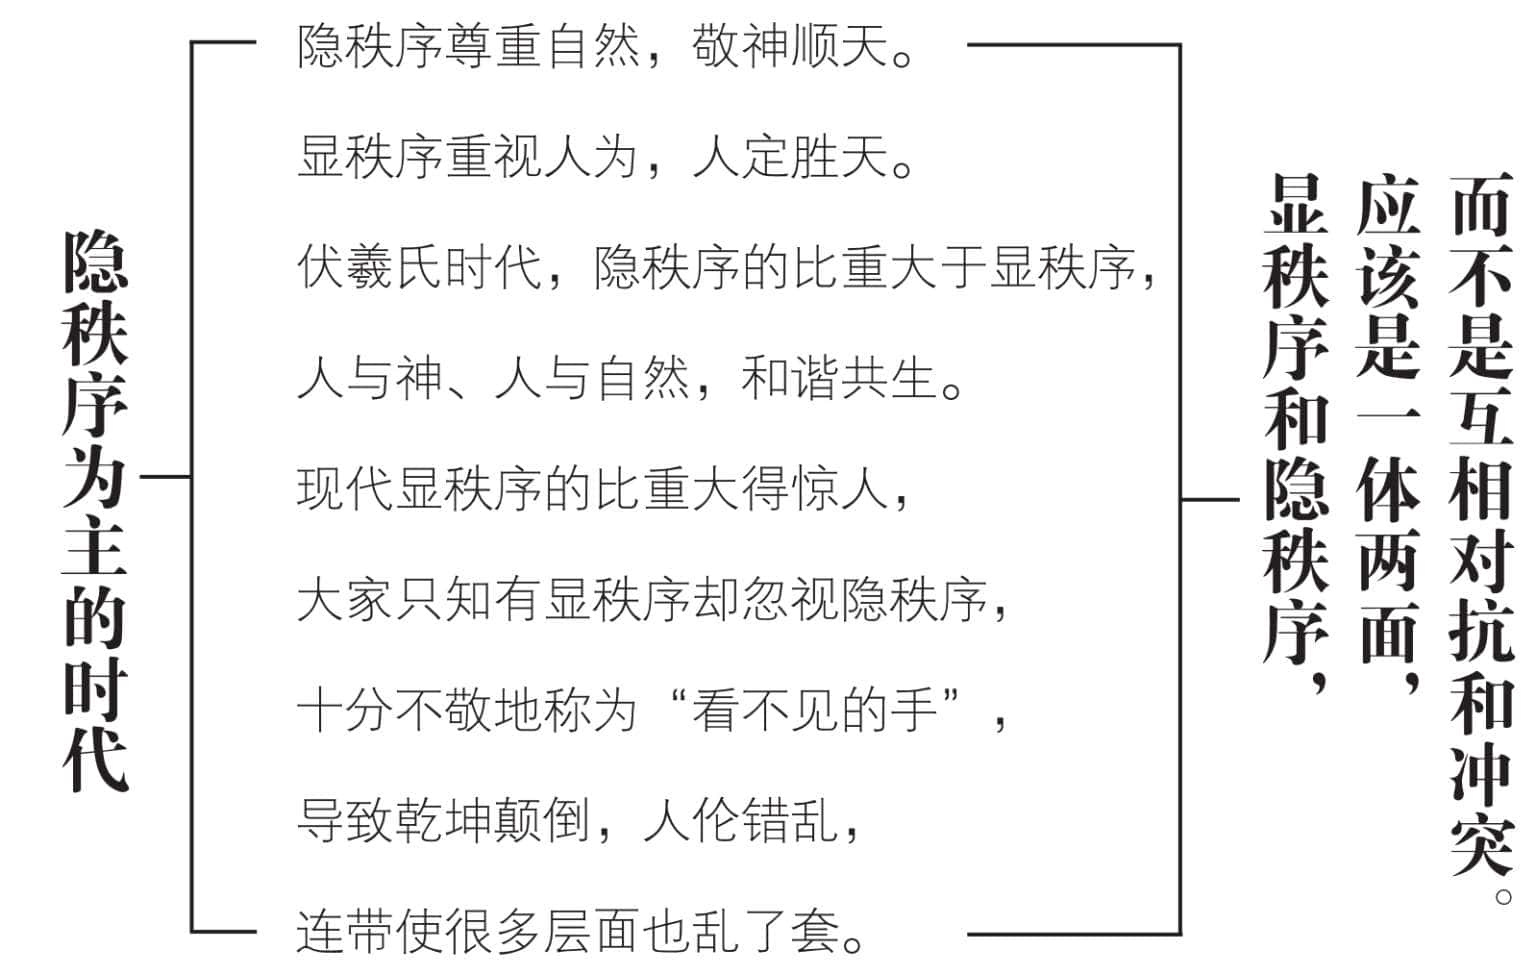 隐秩序为主的时代
隐秩序尊重自然，敬神顺天。
显秩序重视人为，人定胜天。
伏羲氏时代，隐秩序的比重大于显秩序，
人与神、人与自然，和谐共生。
现代显秩序的比重大得惊人，
大家只知有显秩序却忽视隐秩序，
十分不敬地称为“看不见的手”，
导致乾坤颠倒，人伦错乱，
连带使很多层面也乱了套。
显秩序和隐秩序，
应该是一体两面，
而不是互相对抗和冲突。